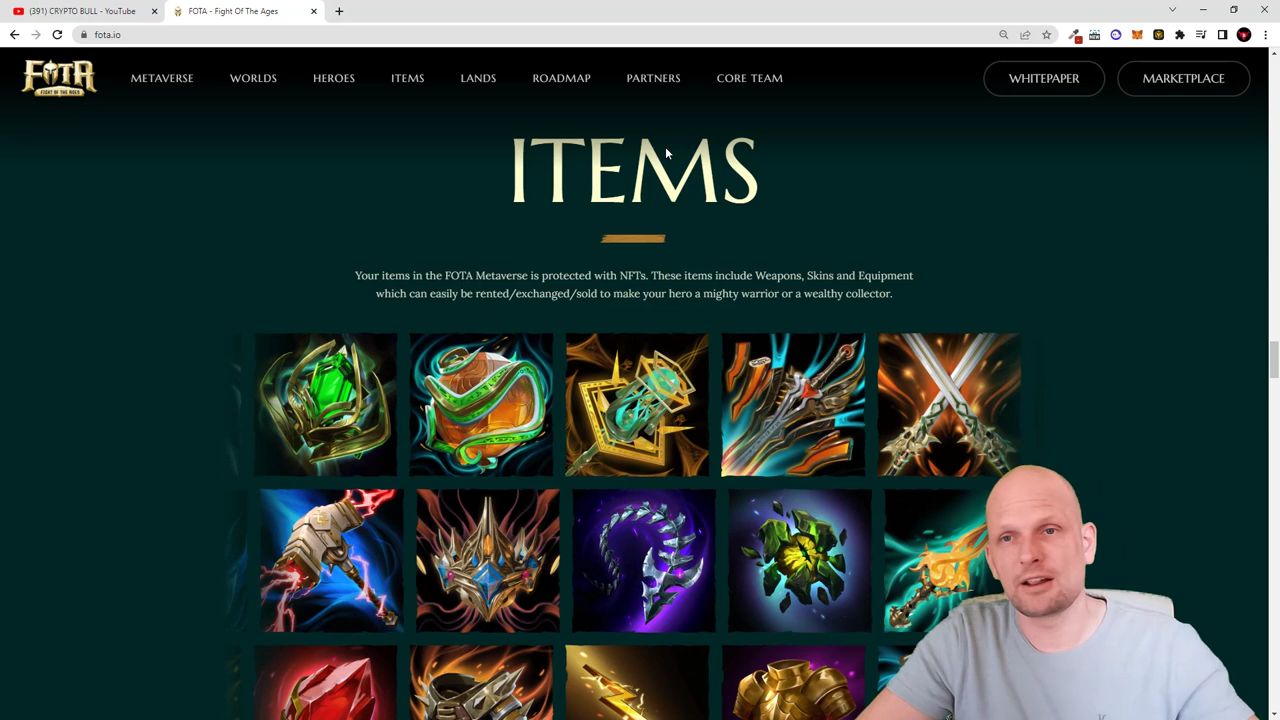 (391) CRYPTO BULL - YouTube
FOTA - Fight Of The Ages
fota.io
FOTA
FIGHT OF THE AGES
METAVERSE
WORLDS
HEROES
ITEMS
LANDS
ROADMAP
PARTNERS
CORE TEAM
WHITEPAPER
MARKETPLACE
ITEMS
Your items in the FOTA Metaverse is protected with NFTs. These items include Weapons, Skins and Equipment
which can easily be rented/exchanged/sold to make your hero a mighty warrior or a wealthy collector.